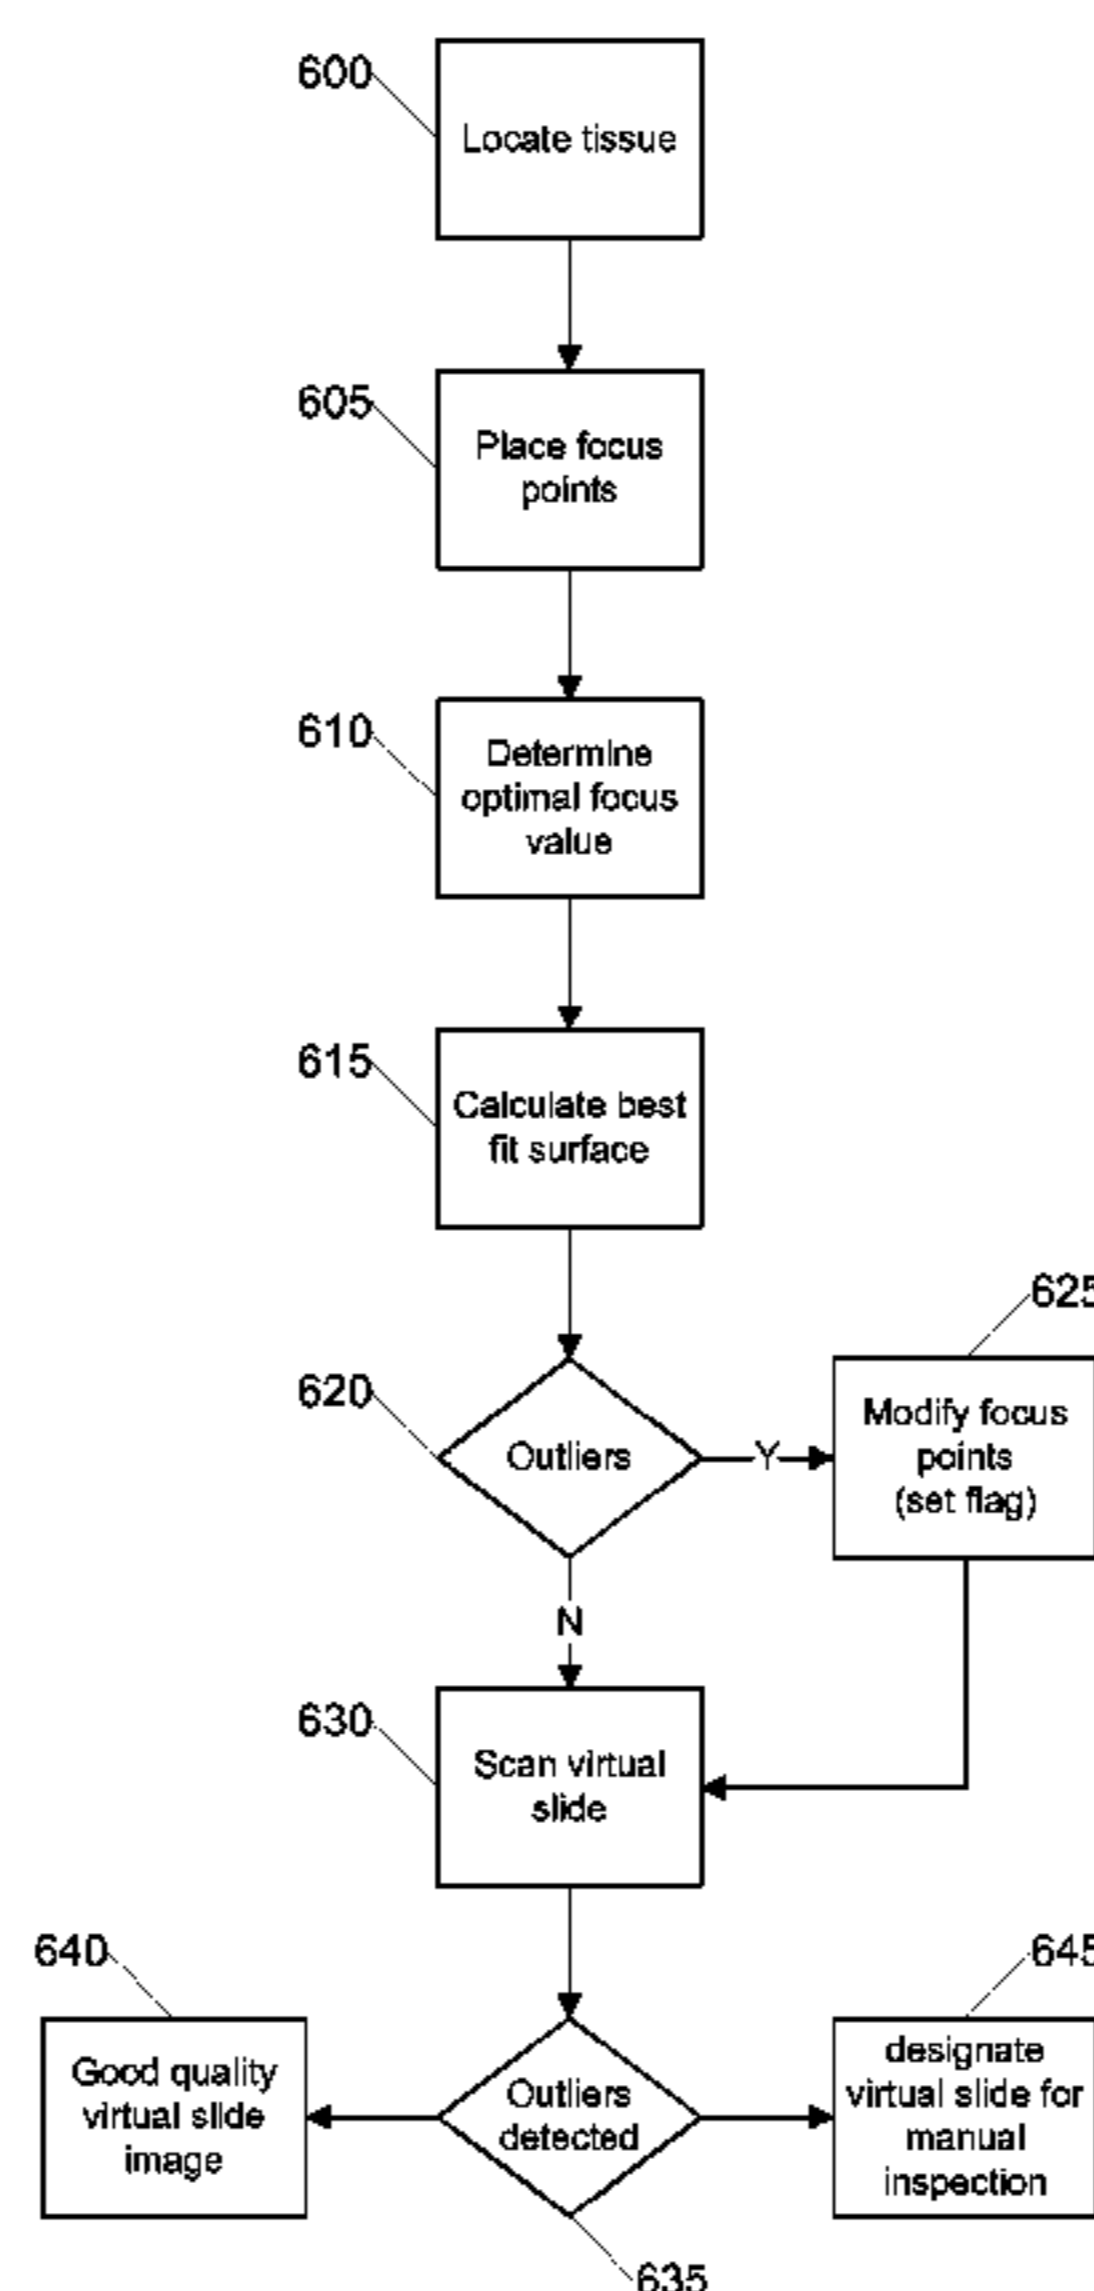 600
Locate tissue
605
Place focus
points
610
Determine
optimal focus
value
615
Calculate best
fit surface
625
620
Outliers
Y
Modify focus
points
(set flag)
N
630
Scan virtual
slide
640
645
Good quality
virtual slide
image
Outliers
detected
designate
virtual slide for
manual
inspection
635